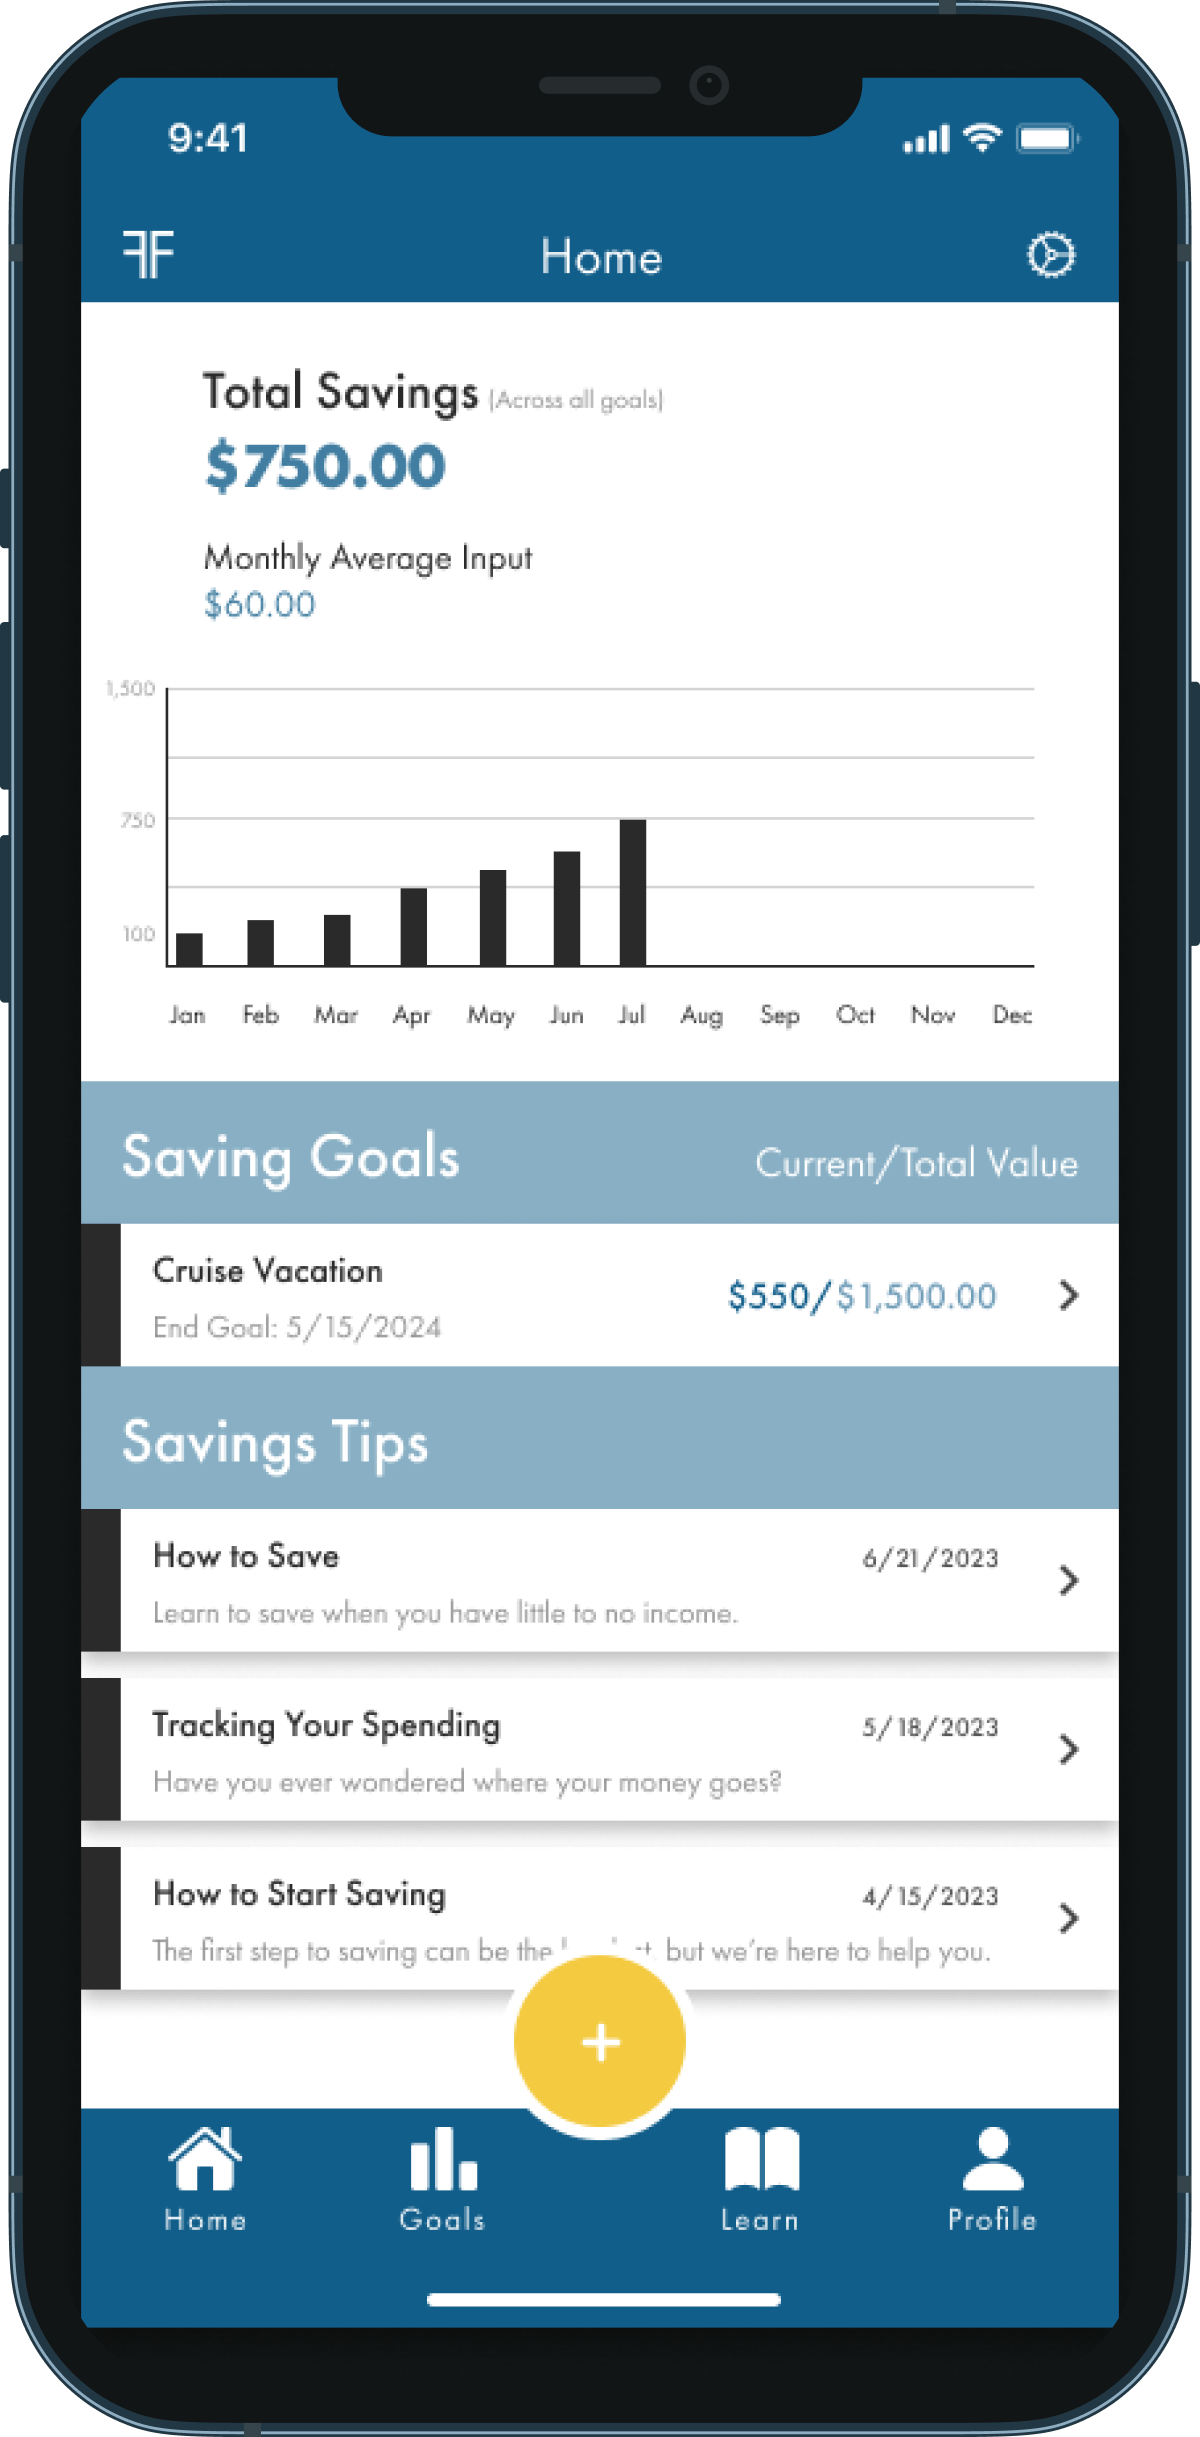 9:41
Home
Total Savings (Across all goals)
$750.00
Monthly Average Input
$60.00
1,500
750
100
Jan Feb Mar Apr May Jun Jul Aug Sep Oct Nov Dec
Saving Goals Current/Total Value
Cruise Vacation
$550/$1,500.00
End Goal: 5/15/2024
Savings Tips
How to Save 6/21/2023
Learn to save when you have little to no income.
Tracking Your Spending 5/18/2023
Have you ever wondered where your money goes?
How to Start Saving 4/15/2023
The first step to saving can be the but we're here to help you.
+
Home Goals Learn Profile